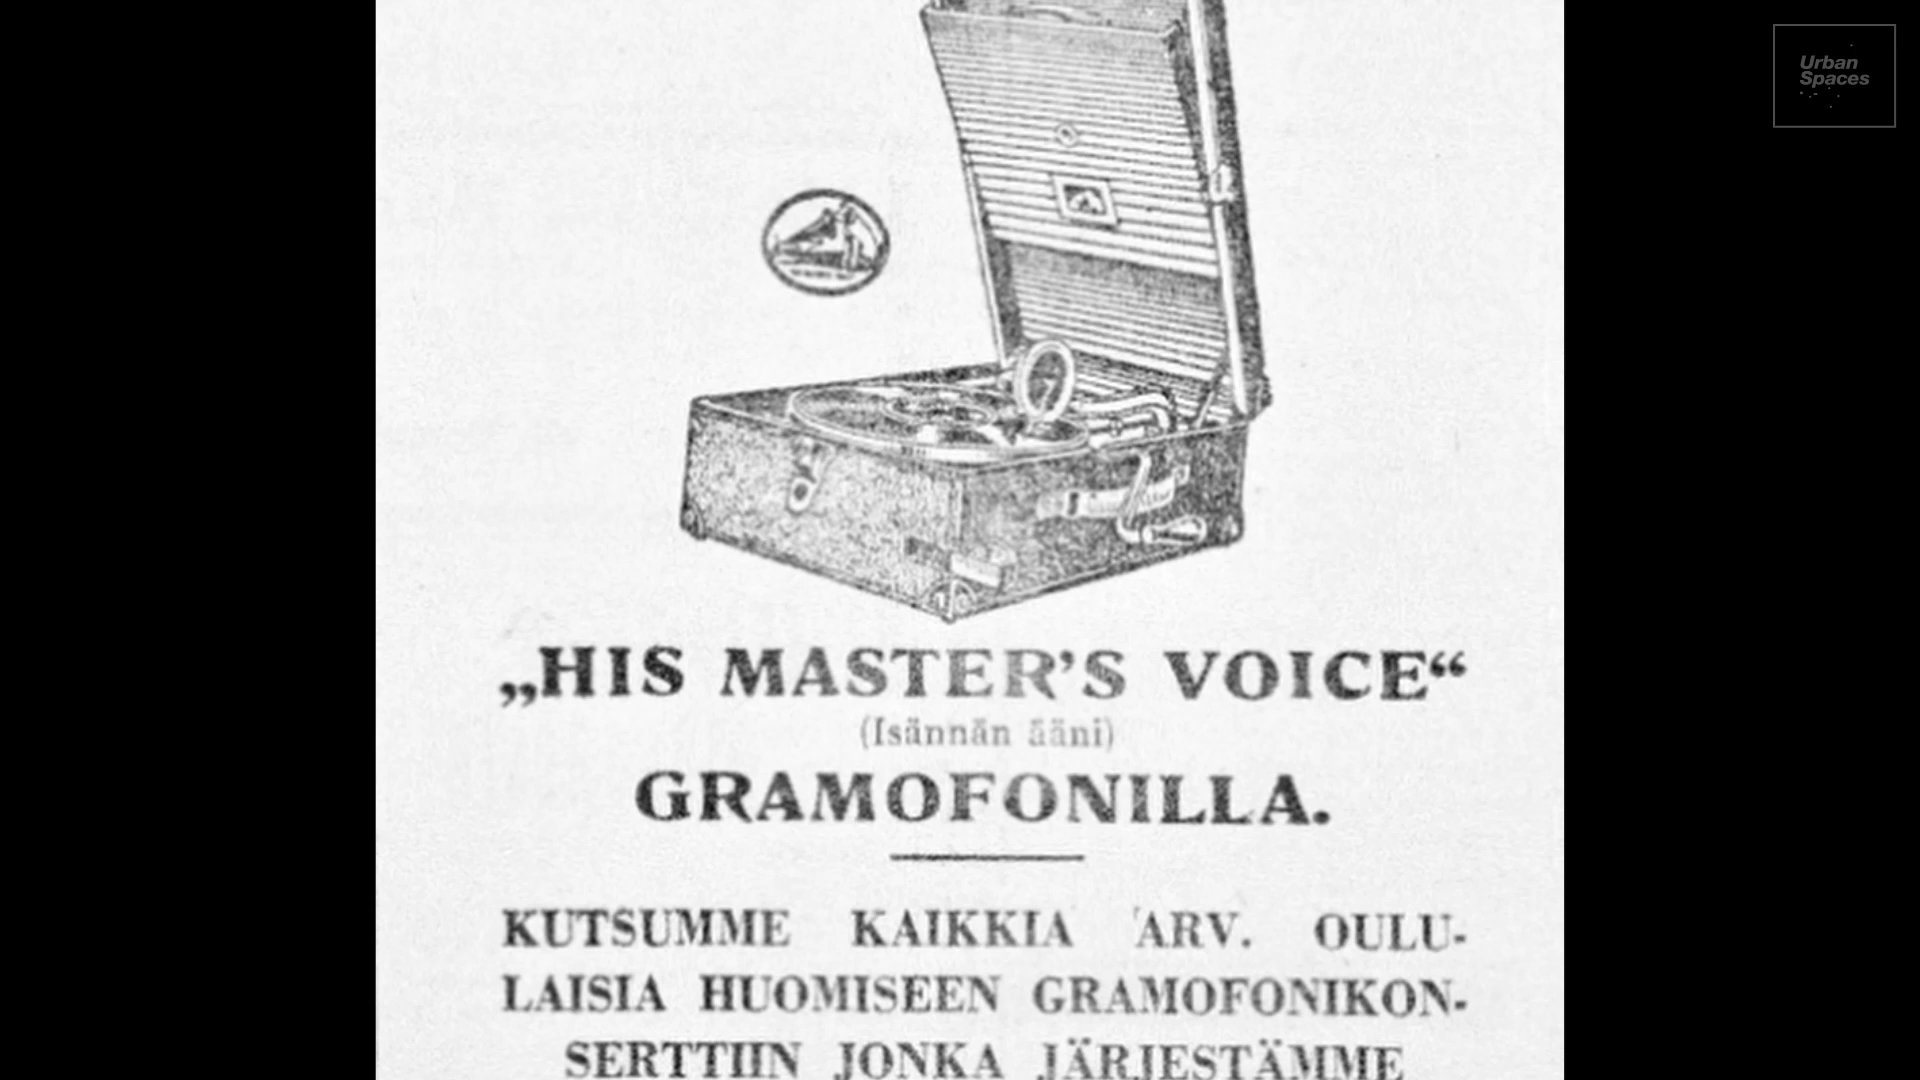 Urban
Spaces
„HIS MASTER'S VOICE“
(Isännän ääni)
GRAMOFONILLA.
KUTSUMME KAIKKIA ARV. OULU-
LAISIA HUOMISEEN GRAMOFONIKON-
SERTTIIN JONKA JÄRJESTÄMME